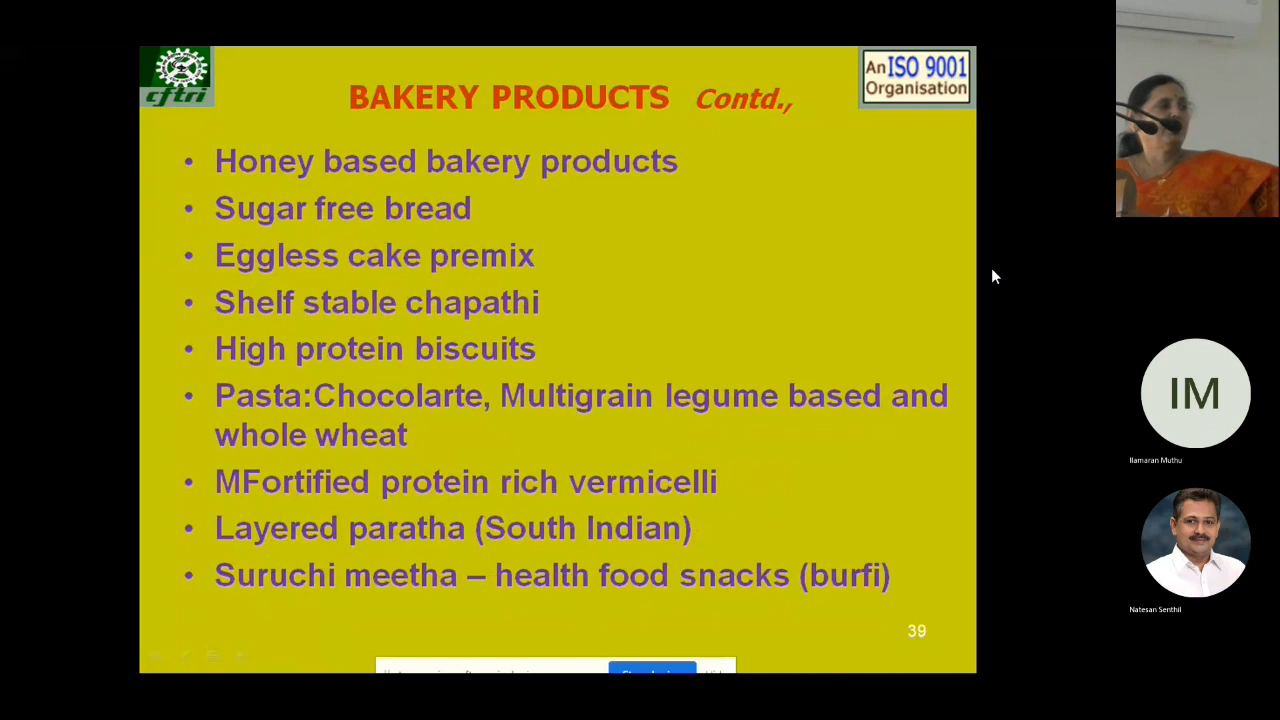 cftri
BAKERY PRODUCTS Contd.,
An ISO 9001
Organisation
• Honey based bakery products
• Sugar free bread
• Eggless cake premix
• Shelf stable chapathi
• High protein biscuits
• Pasta:Chocolarte, Multigrain legume based and
whole wheat
• MFortified protein rich vermicelli
• Layered paratha (South Indian)
• Suruchi meetha – health food snacks (burfi)
39
IM
Ilamaran Muthu
Natesan Senthil